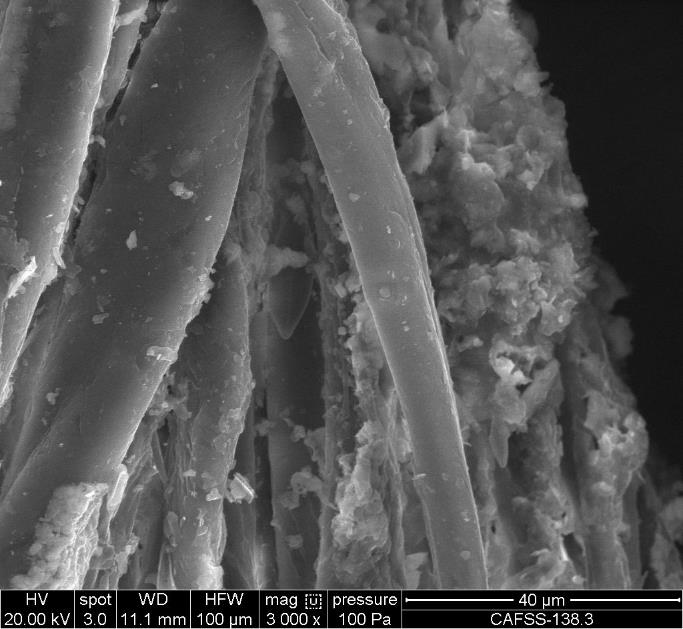 HV spot WD HFW mag pressure 40 µm
20.00 kV 3.0 11.1 mm 100 µm 3 000 x 100 Pa CAFSS-138.3